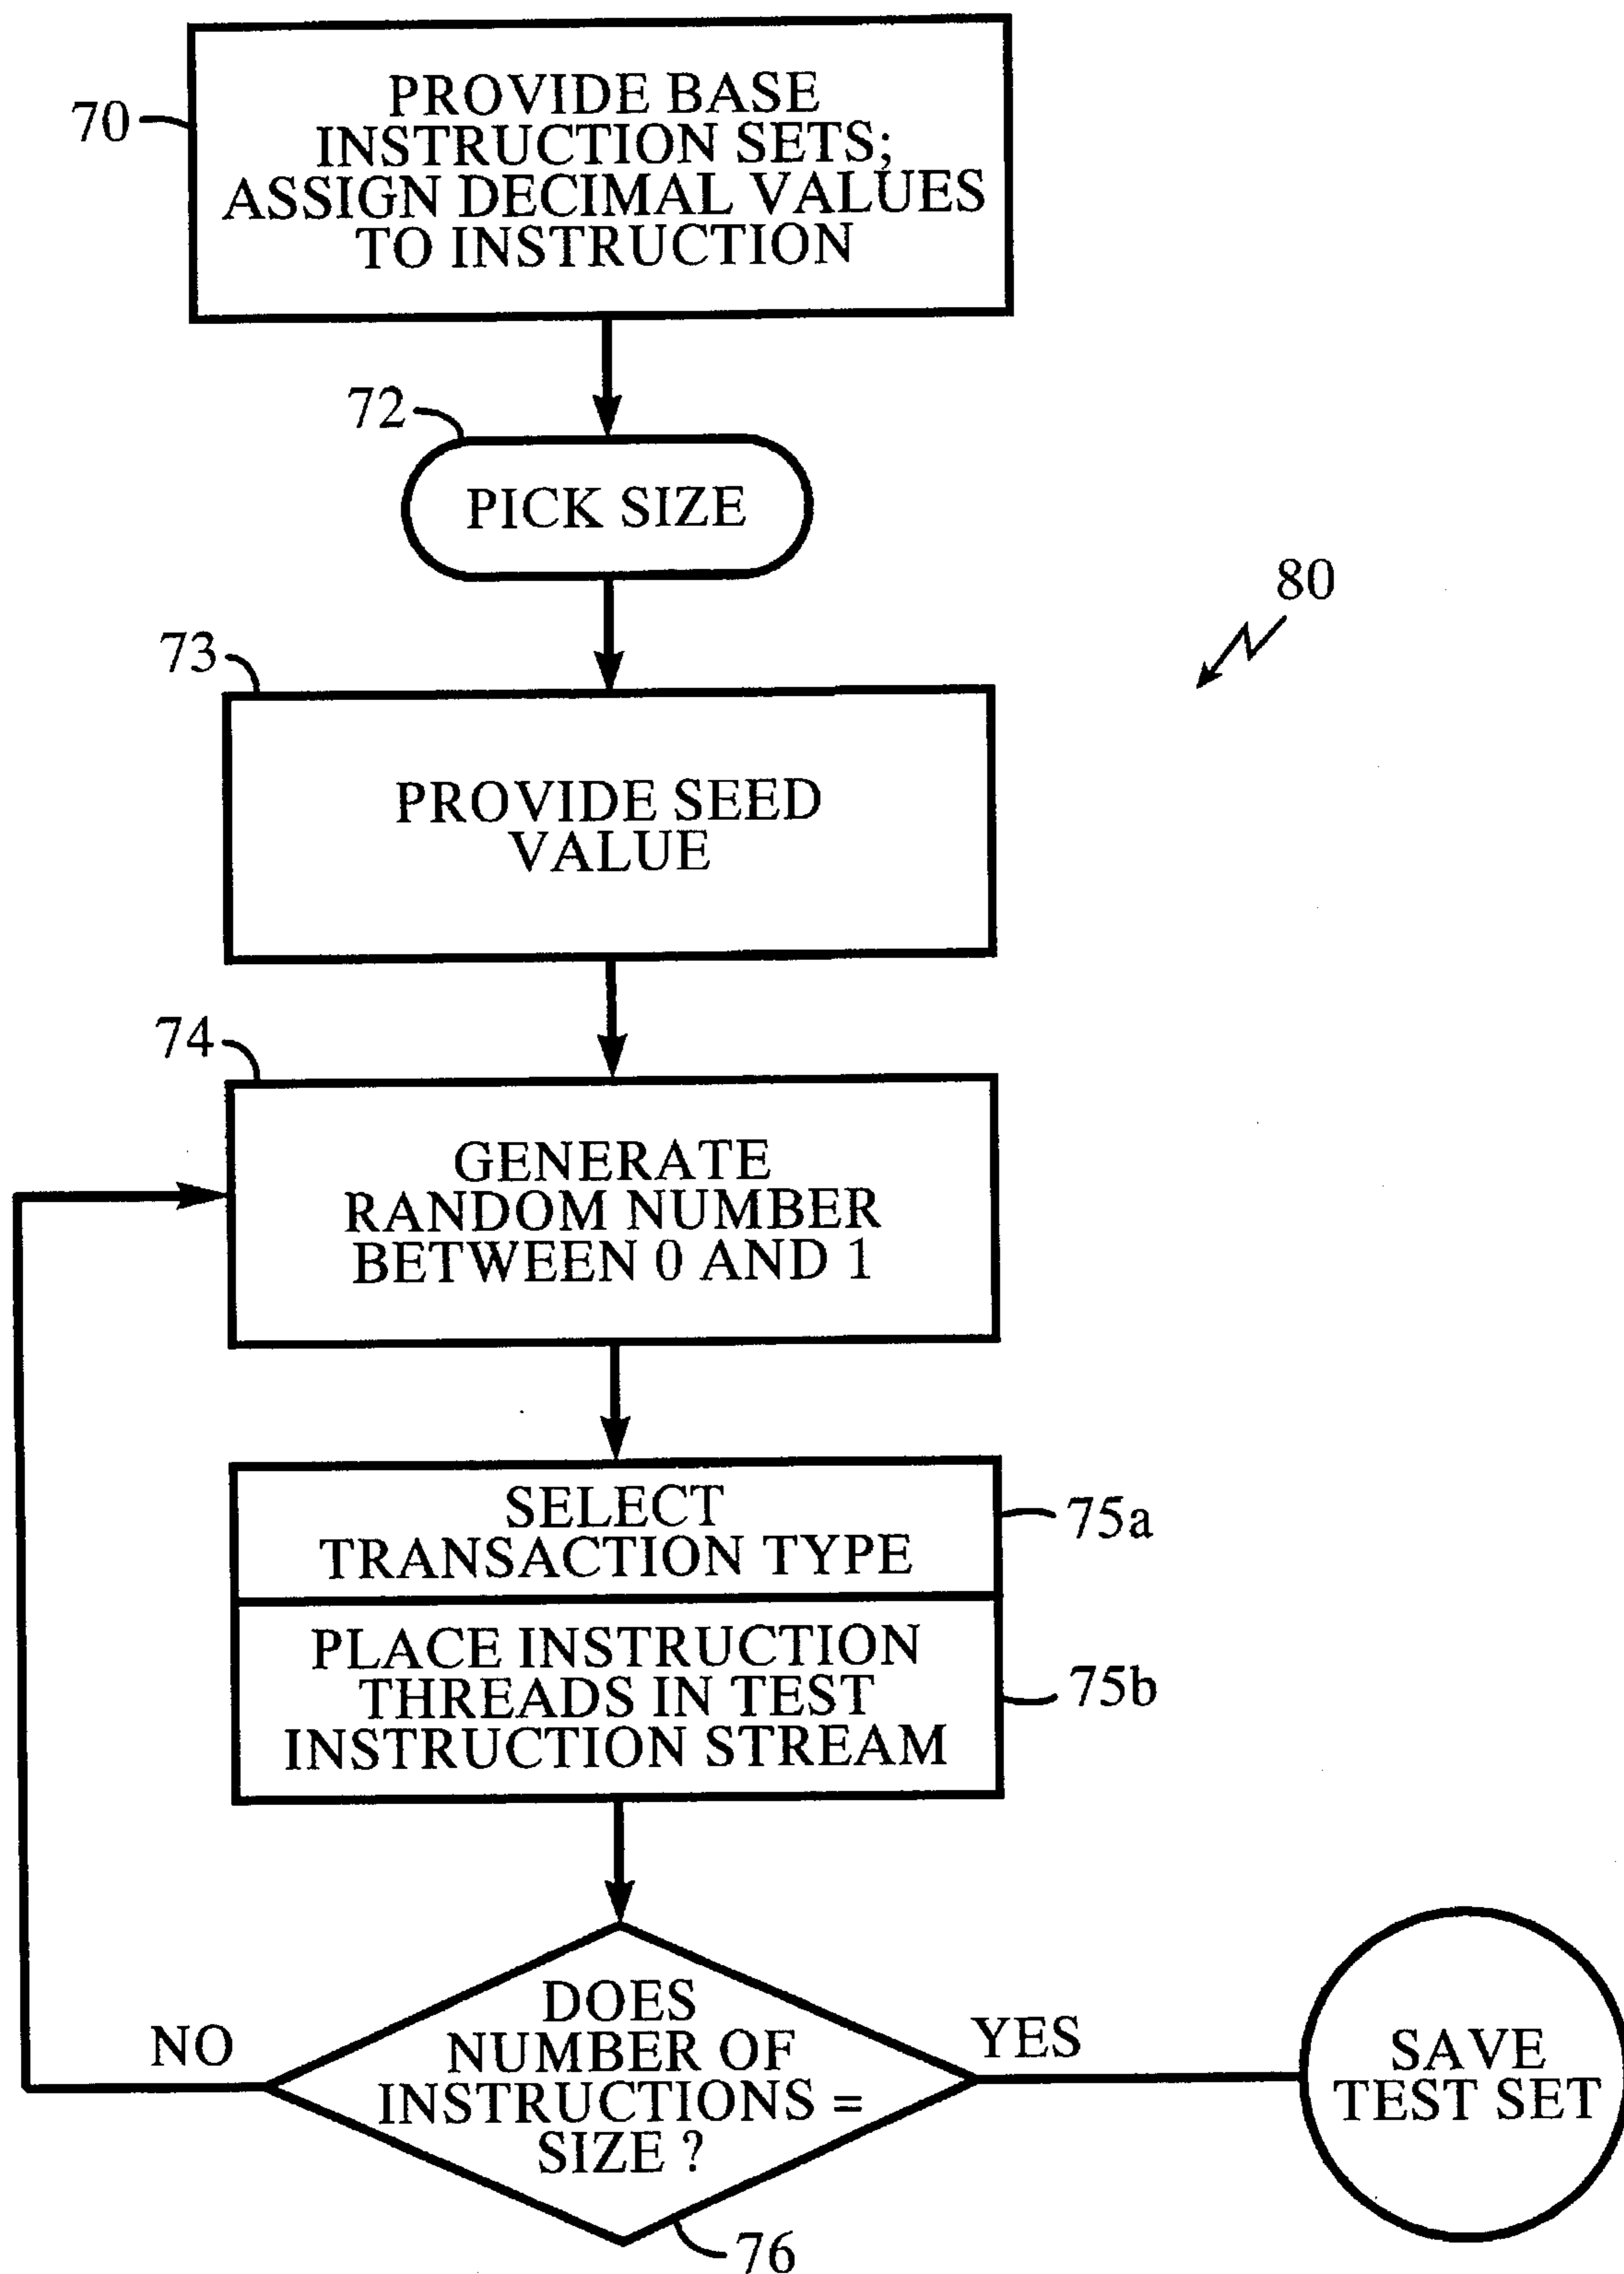 70
PROVIDE BASE
INSTRUCTION SETS;
ASSIGN DECIMAL VALUES
TO INSTRUCTION
72
PICK SIZE
80
73
PROVIDE SEED
VALUE
74
GENERATE
RANDOM NUMBER
BETWEEN 0 AND 1
SELECT
TRANSACTION TYPE
75a
PLACE INSTRUCTION
THREADS IN TEST
INSTRUCTION STREAM
75b
DOES
NUMBER OF
INSTRUCTIONS =
SIZE ?
NO
YES
SAVE
TEST SET
76